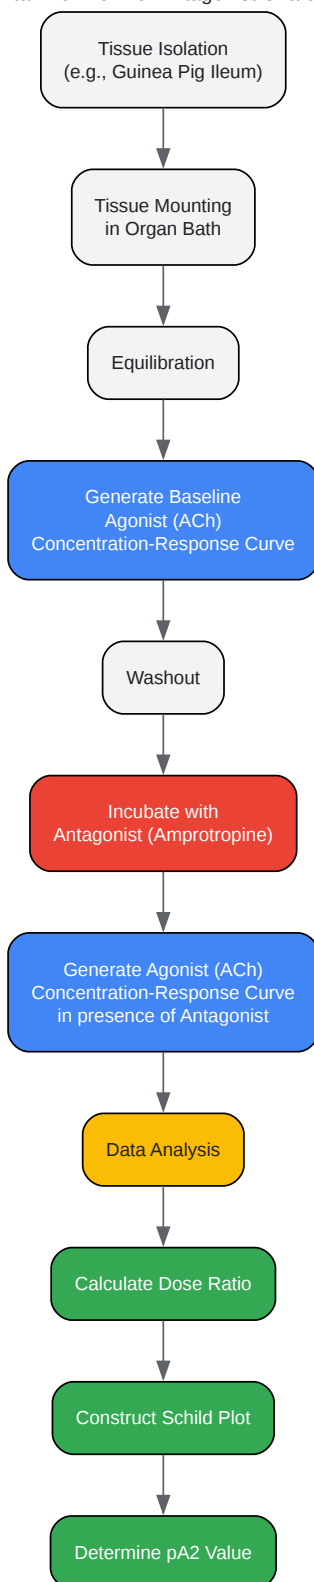 Tissue Isolation
(e.g., Guinea Pig Ileum)
Tissue Mounting
in Organ Bath
Equilibration
Generate Baseline
Agonist (ACh)
Concentration-Response Curve
Washout
Incubate with
Antagonist (Amprotropine)
Generate Agonist (ACh)
Concentration-Response Curve
in presence of Antagonist
Data Analysis
Calculate Dose Ratio
Construct Schild Plot
Determine pA2 Value